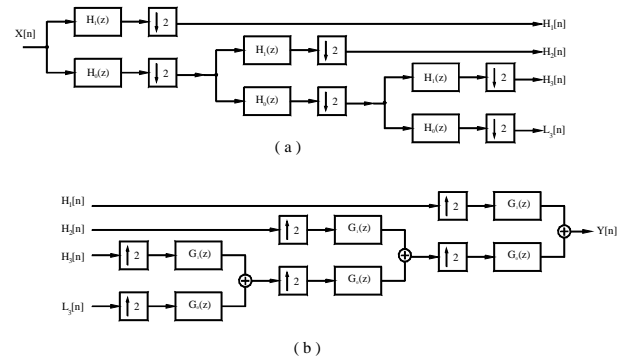 H₁(z) 2 H₁[n]
X[n]
H₁(z) 2 H₂[n]
H₀(z) 2
H₁(z) 2 H₃[n]
H₀(z) 2
H₀(z) 2 L₃[n]
( a )
H₁[n] 2 G₁(z)
H₂[n] 2 G₁(z)
Y[n]
H₃[n] 2 G₁(z) 2 G₀(z)
2 G₀(z)
L₃[n] 2 G₀(z)
( b )